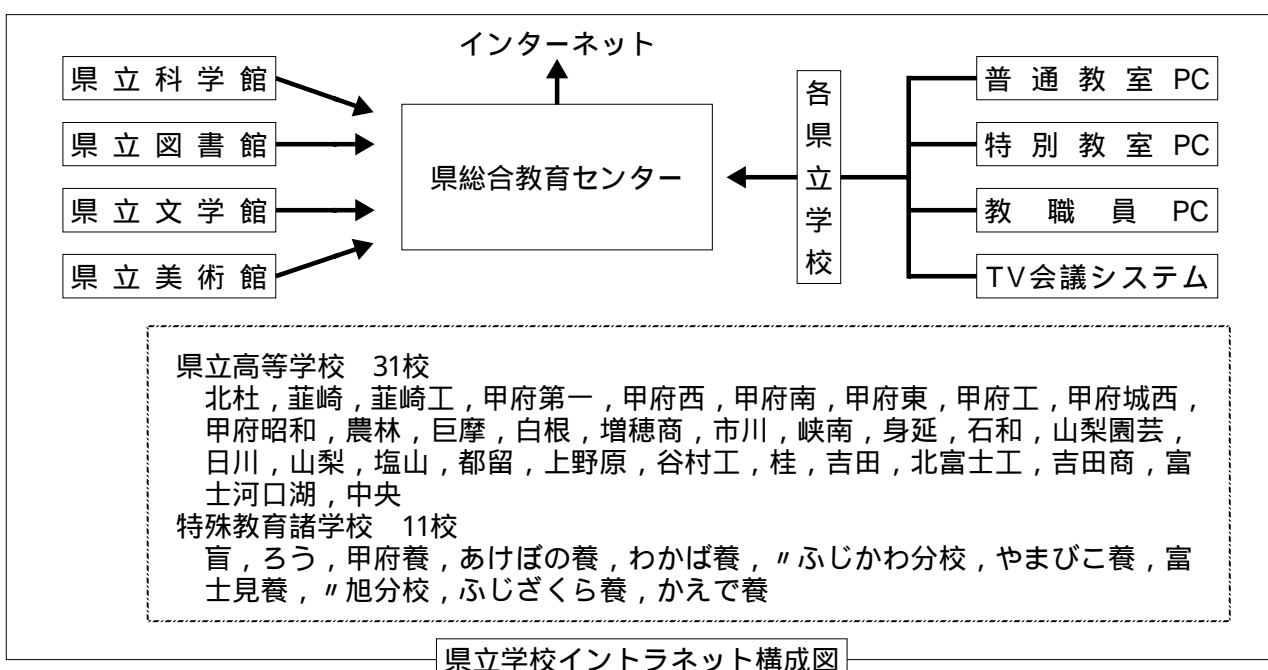 インターネット
県立科学館
県立図書館
県立文学館
県立美術館
県総合教育センター
各県立学校
普通教室PC
特別教室PC
教職員PC
TV会議システム
県立高等学校　31校
北杜，韮崎，韮崎工，甲府第一，甲府西，甲府南，甲府東，甲府工，甲府城西，
甲府昭和，農林，巨摩，白根，増穂商，市川，峡南，身延，石和，山梨園芸，
日川，山梨，塩山，都留，上野原，谷村工，桂，吉田，北富士工，吉田商，富
士河口湖，中央
特殊教育諸学校　11校
盲，ろう，甲府養，あけぼの養，わかば養，〃ふじかわ分校，やまびこ養，富
士見養，〃旭分校，ふじざくら養，かえで養
県立学校イントラネット構成図